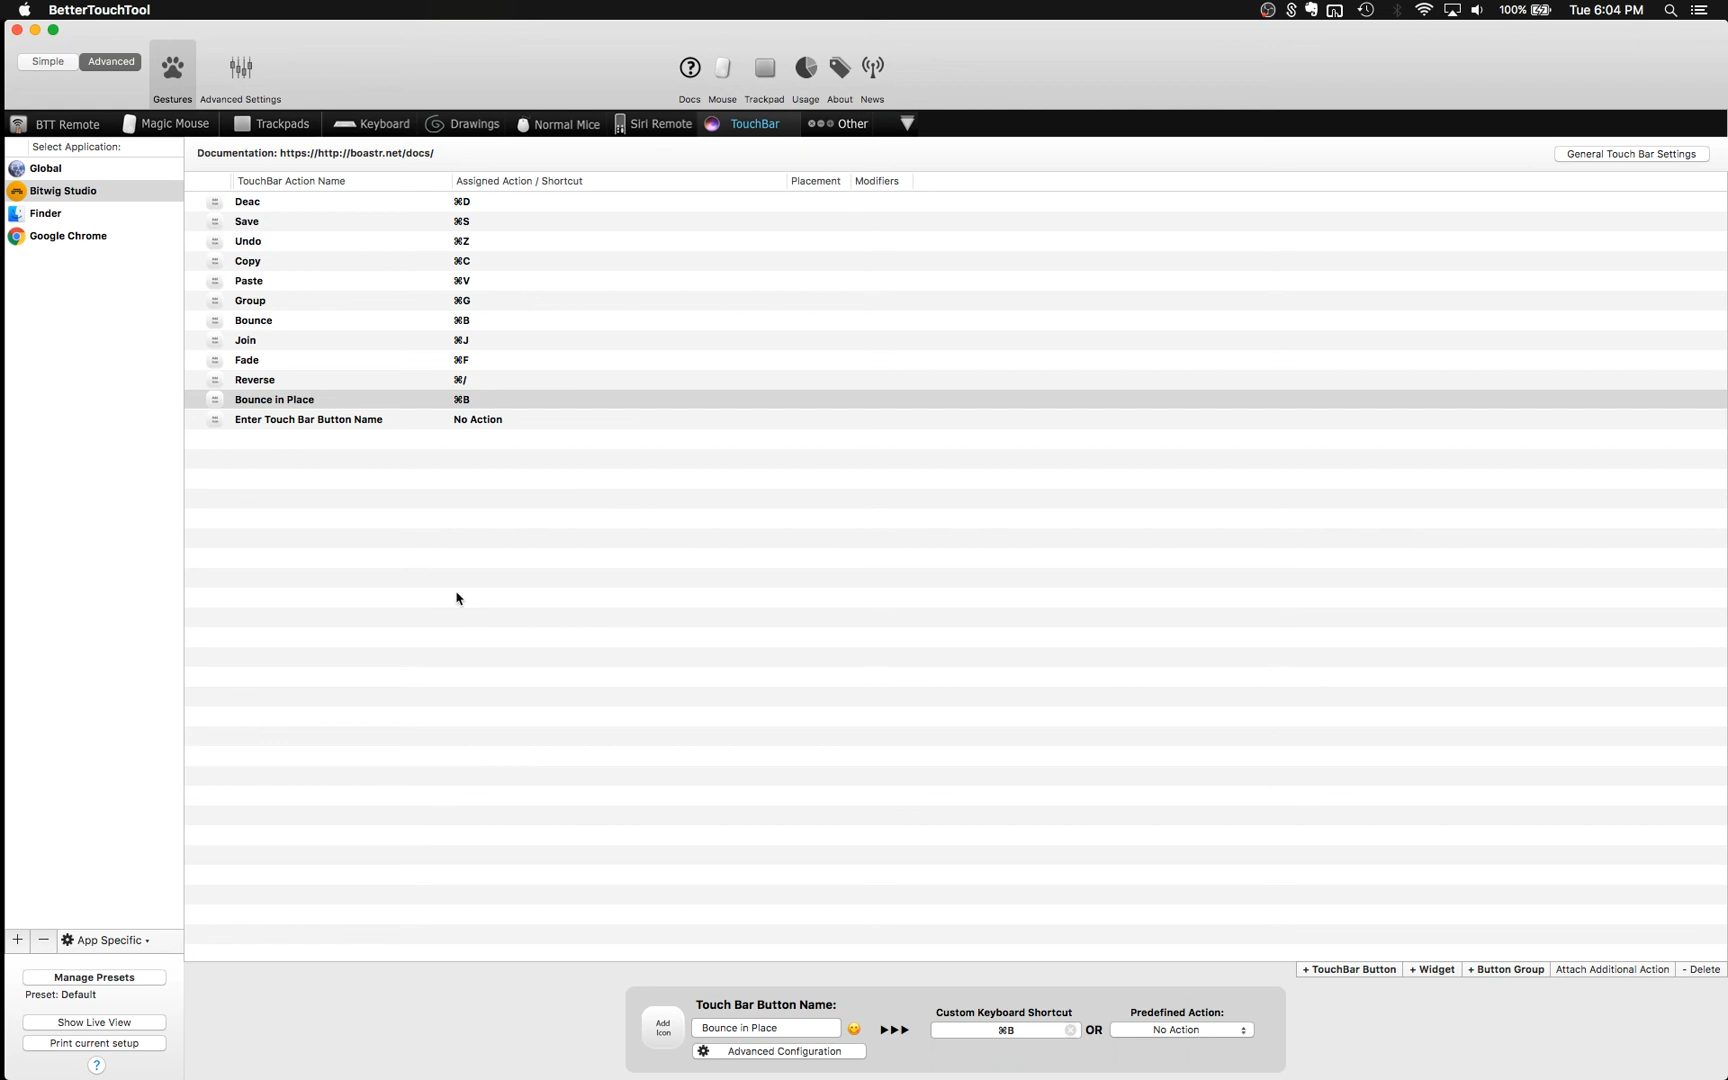 BetterTouchTool
100%
Tue 6:04 PM
Simple
Advanced
Gestures
Advanced Settings
Docs
Mouse
Trackpad
Usage
About
News
BTT Remote
Magic Mouse
Trackpads
Keyboard
Drawings
Normal Mice
Siri Remote
TouchBar
Other
Select Application:
Global
Bitwig Studio
Finder
Google Chrome
Documentation: https://http://boastr.net/docs/
General Touch Bar Settings
TouchBar Action Name
Assigned Action / Shortcut
Placement
Modifiers
Deac ⌘D
Save ⌘S
Undo ⌘Z
Copy ⌘C
Paste ⌘V
Group ⌘G
Bounce ⌘B
Join ⌘J
Fade ⌘F
Reverse ⌘/
Bounce in Place ⌘B
Enter Touch Bar Button Name No Action
+
−
App Specific
Manage Presets
Preset: Default
Show Live View
Print current setup
?
+ TouchBar Button
+ Widget
+ Button Group
Attach Additional Action
- Delete
Add
Icon
Touch Bar Button Name:
Bounce in Place
Advanced Configuration
Custom Keyboard Shortcut
⌘B
OR
Predefined Action:
No Action